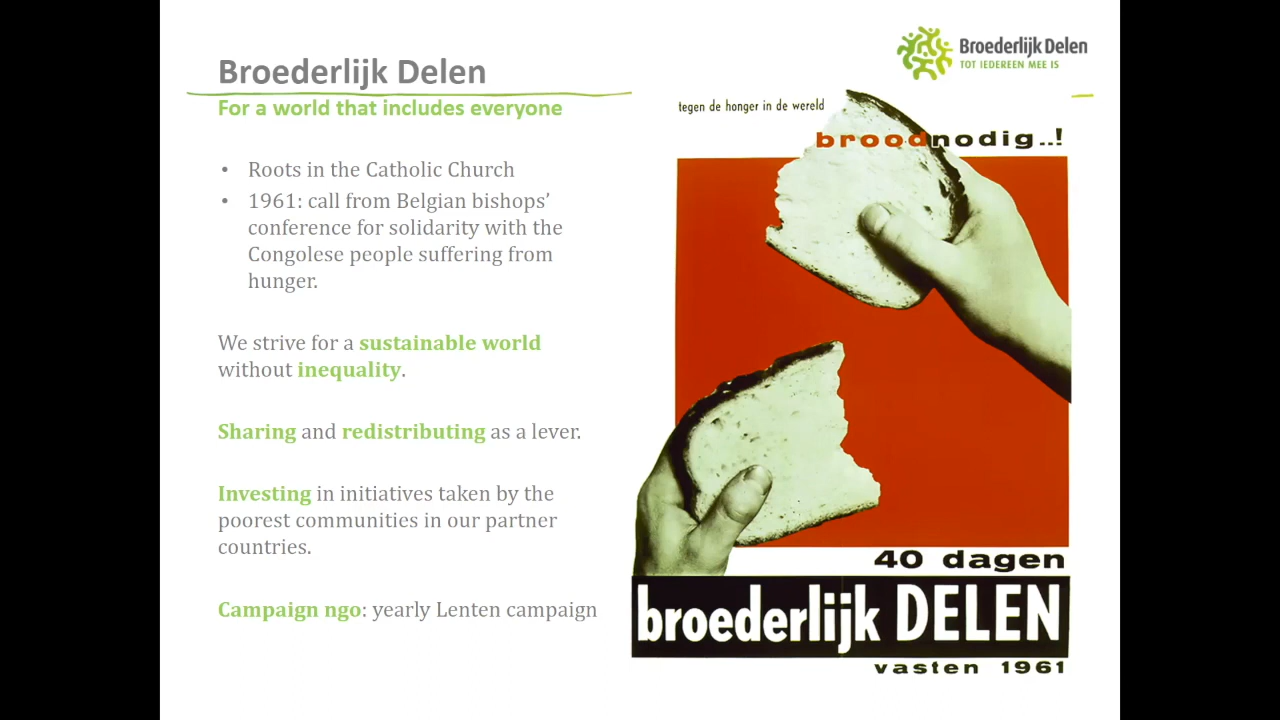 Broederlijk Delen
For a world that includes everyone
• Roots in the Catholic Church
• 1961: call from Belgian bishops’
conference for solidarity with the
Congolese people suffering from
hunger.
We strive for a sustainable world
without inequality.
Sharing and redistributing as a lever.
Investing in initiatives taken by the
poorest communities in our partner
countries.
Campaign ngo: yearly Lenten campaign
Broederlijk Delen
TOT IEDEREEN MEE IS
tegen de honger in de wereld
broodnodig..!
40 dagen
broederlijk DELEN
vasten 1961